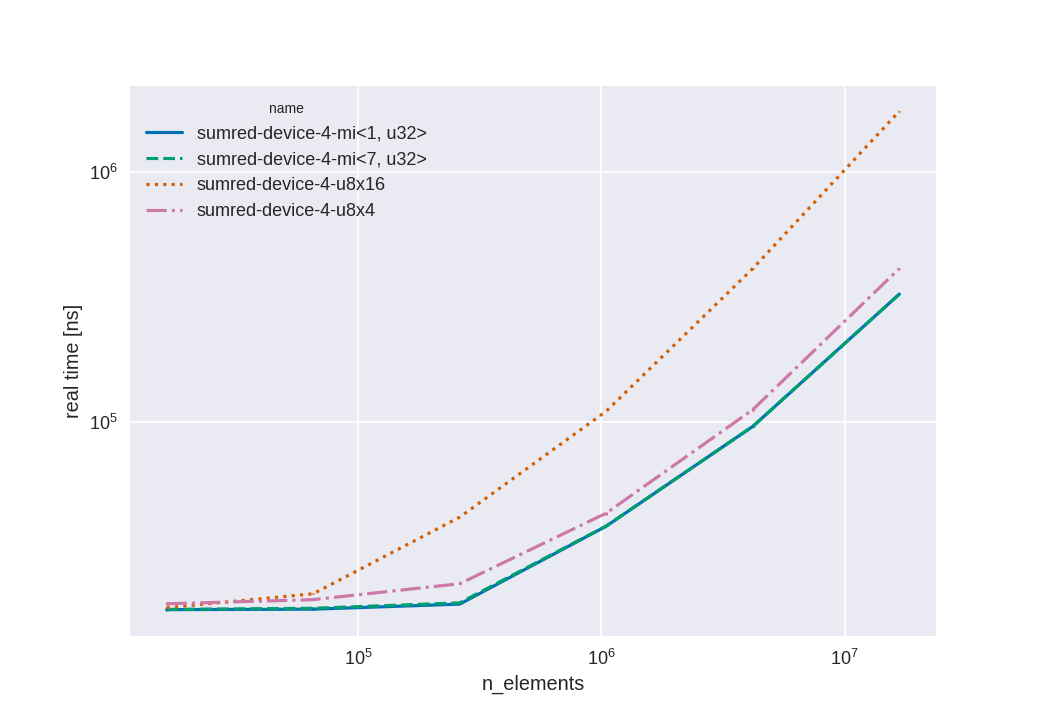 name
sumred-device-4-mi<1, u32>
sumred-device-4-mi<7, u32>
sumred-device-4-u8x16
sumred-device-4-u8x4
10⁶
10⁵
real time [ns]
10⁵ 10⁶ 10⁷
n_elements